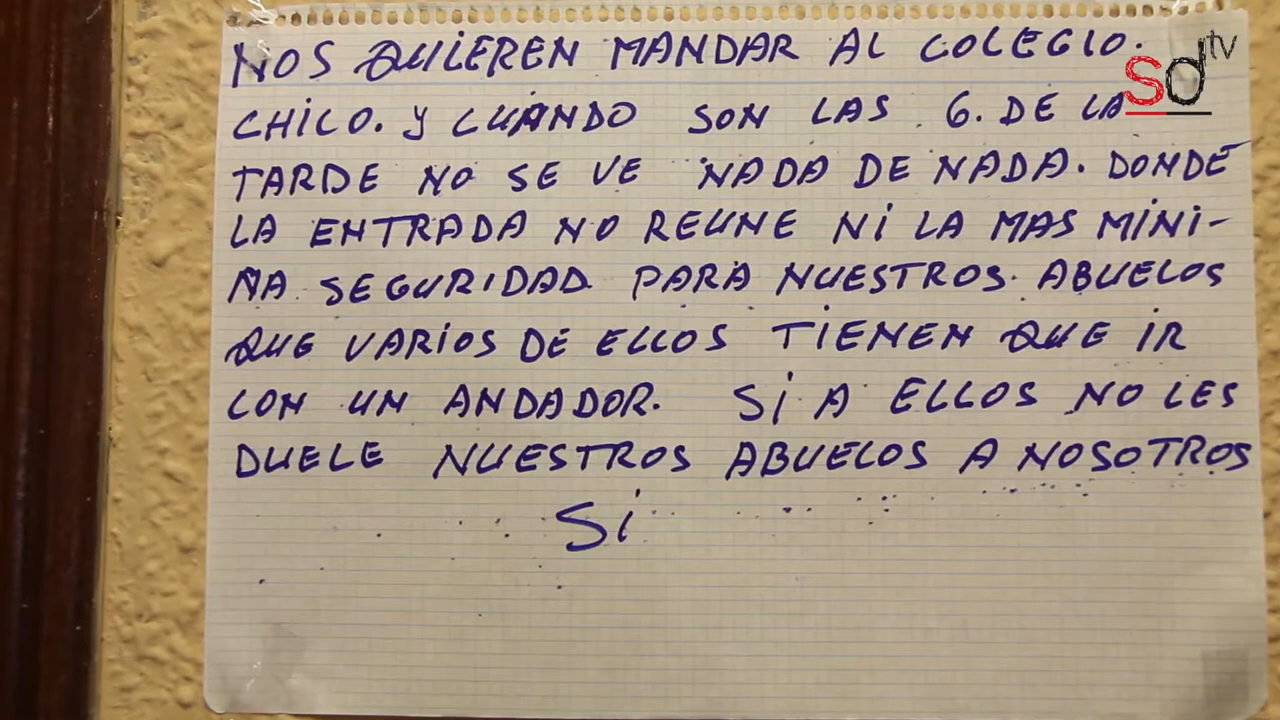 NOS QUIEREN MANDAR AL COLEGIO.
CHICO. Y CUANDO SON LAS . 6. DE LA
TARDE NO SE VE NADA DE NADA. DONDE
LA ENTRADA NO REUNE NI LA MAS MINI-
MA SEGURIDAD PARA NUESTROS. ABUELOS
QUE VARIOS DE ELLOS TIENEN QUE IR
CON UN ANDADOR. SI A ELLOS NO LES
DUELE NUESTROS ABUELOS A NOSOTROS
SI
sdtv